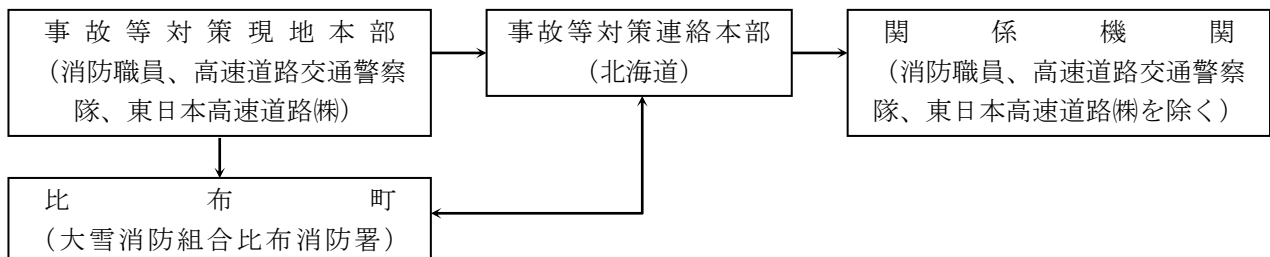 事故等対策現地本部
（消防職員、高速道路交通警察
隊、東日本高速道路㈱）
事故等対策連絡本部
（北海道）
関係機関
（消防職員、高速道路交通警察
隊、東日本高速道路㈱を除く）
比布町
（大雪消防組合比布消防署）